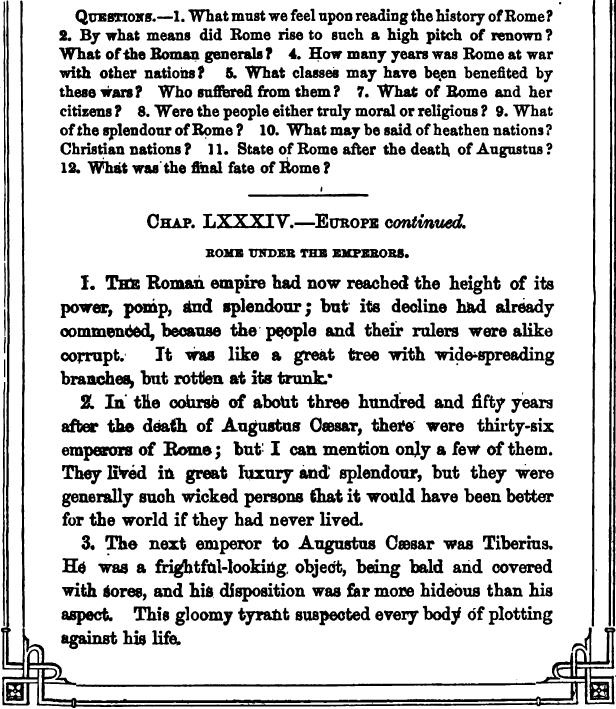 QUESTIONS.—1. What must we feel upon reading the history of Rome?
2. By what means did Rome rise to such a high pitch of renown?
What of the Roman generals? 4. How many years was Rome at war
with other nations? 5. What classes may have been benefited by
these wars? Who suffered from them? 7. What of Rome and her
citizens? 8. Were the people either truly moral or religious? 9. What
of the splendour of Rome? 10. What may be said of heathen nations?
Christian nations? 11. State of Rome after the death of Augustus?
12. What was the final fate of Rome?
CHAP. LXXXIV.—EUROPE continued.
ROME UNDER THE EMPERORS.
1. THE Roman empire had now reached the height of its
power, pomp, and splendour; but its decline had already
commenced, because the people and their rulers were alike
corrupt. It was like a great tree with wide-spreading
branches, but rotten at its trunk.
2. In the course of about three hundred and fifty years
after the death of Augustus Cæsar, there were thirty-six
emperors of Rome; but I can mention only a few of them.
They lived in great luxury and splendour, but they were
generally such wicked persons that it would have been better
for the world if they had never lived.
3. The next emperor to Augustus Cæsar was Tiberius.
He was a frightful-looking object, being bald and covered
with sores, and his disposition was far more hideous than his
aspect. This gloomy tyrant suspected every body of plotting
against his life.